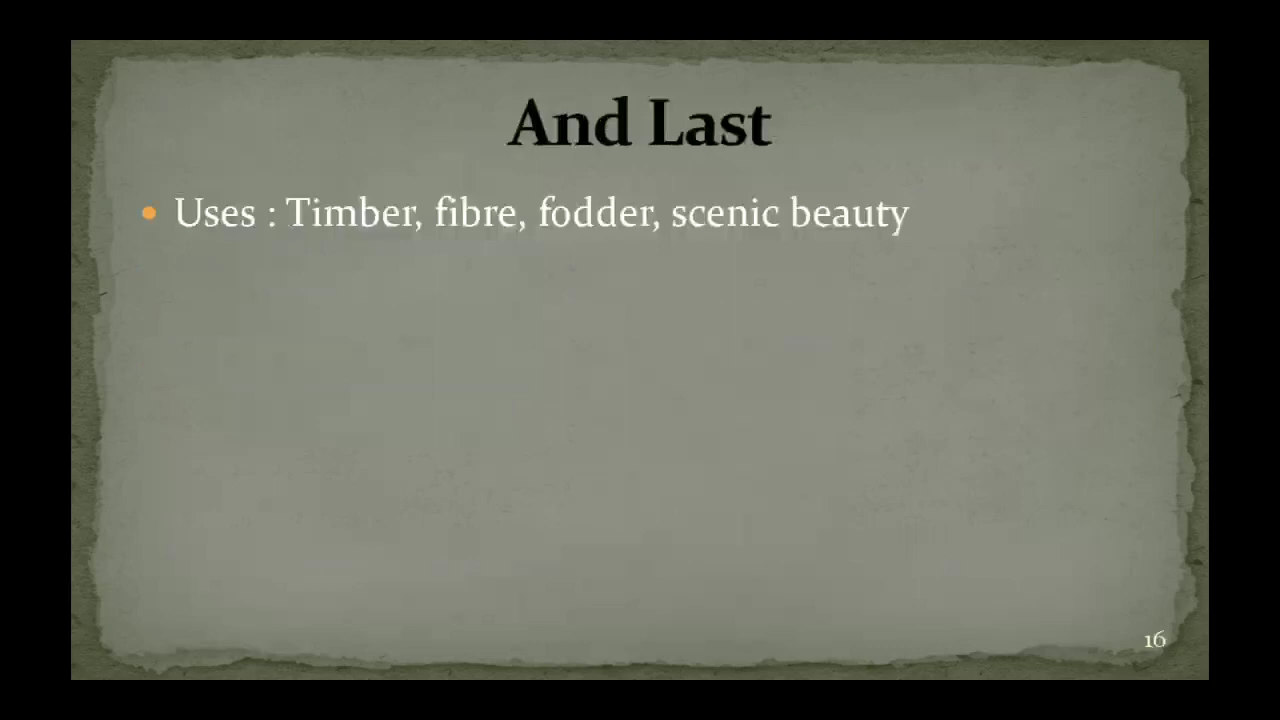 And Last
• Uses : Timber, fibre, fodder, scenic beauty
16